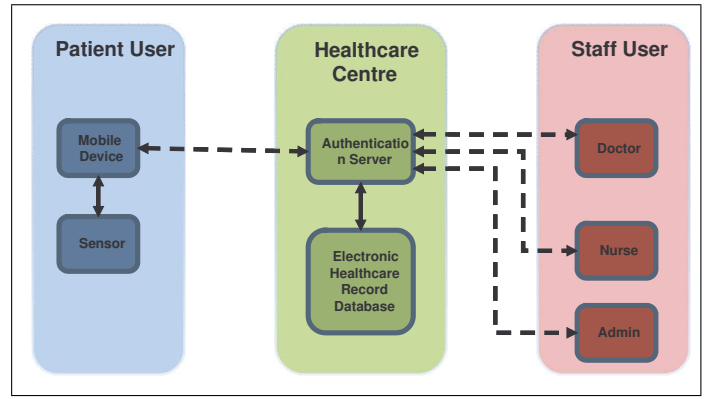 Patient User
Healthcare
Centre
Staff User
Mobile
Device
Authenticatio
n Server
Doctor
Sensor
Electronic
Healthcare
Record
Database
Nurse
Admin